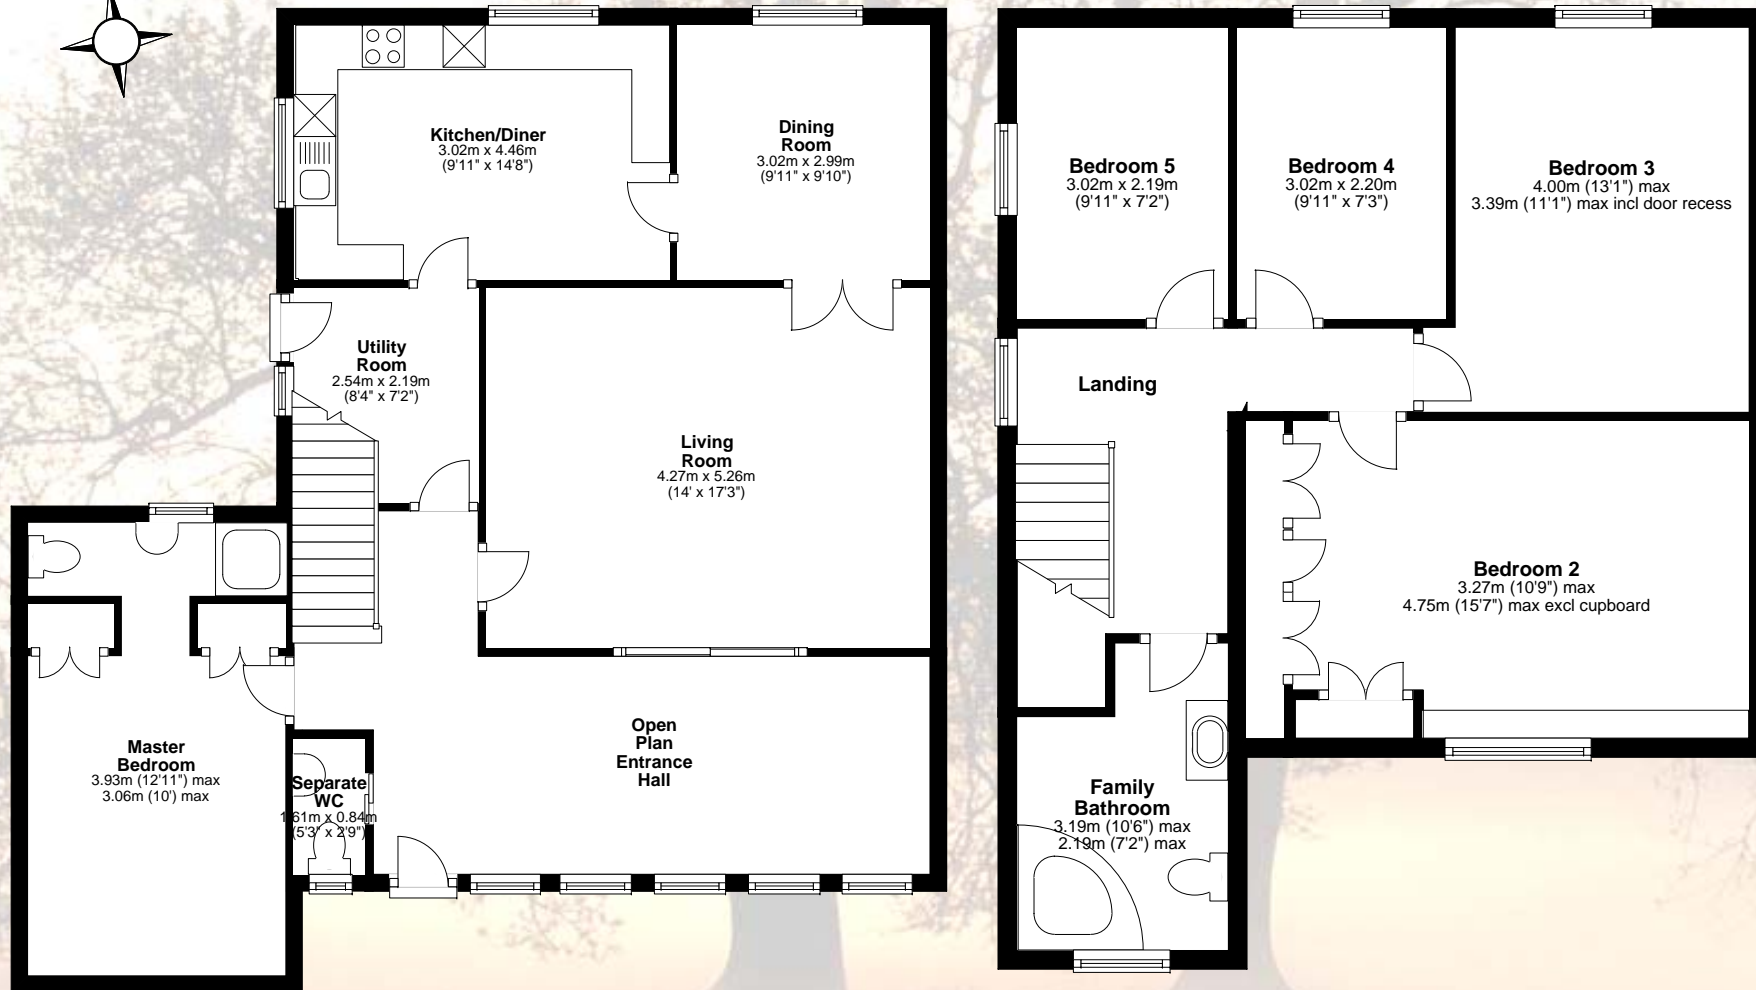 Kitchen/Diner
3.02m x 4.46m
(9'11" x 14'8")
Dining
Room
3.02m x 2.99m
(9'11" x 9'10")
Utility
Room
2.54m x 2.19m
(8'4" x 7'2")
Living
Room
4.27m x 5.26m
(14' x 17'3")
Master
Bedroom
3.93m (12'11") max
3.06m (10') max
Separate
WC
1.61m x 0.84m
(5'3" x 2'9")
Open
Plan
Entrance
Hall
Bedroom 5
3.02m x 2.19m
(9'11" x 7'2")
Bedroom 4
3.02m x 2.20m
(9'11" x 7'3")
Bedroom 3
4.00m (13'1") max
3.39m (11'1") max incl door recess
Landing
Bedroom 2
3.27m (10'9") max
4.75m (15'7") max excl cupboard
Family
Bathroom
3.19m (10'6") max
2.19m (7'2") max